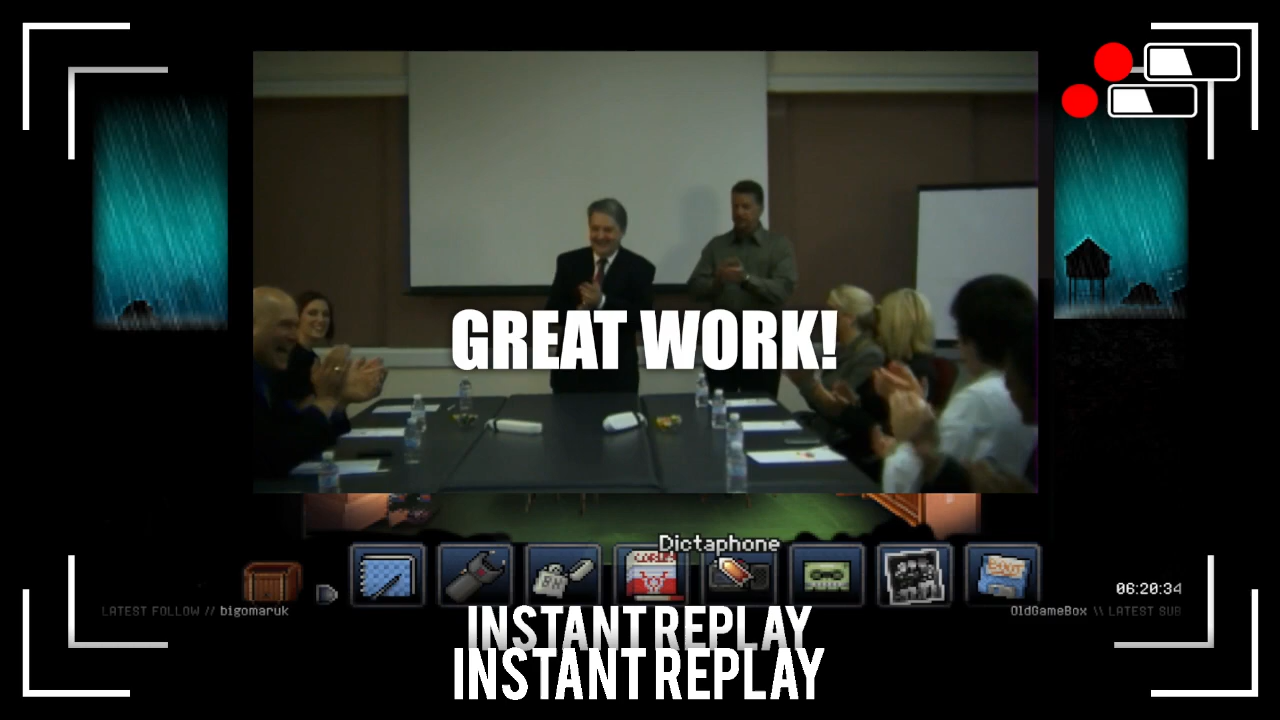 GREAT WORK!
Dictaphone
06:20:34
LATEST FOLLOW // bigomaruk
OldGameBox \\ LATEST SUB
INSTANT REPLAY
INSTANT REPLAY